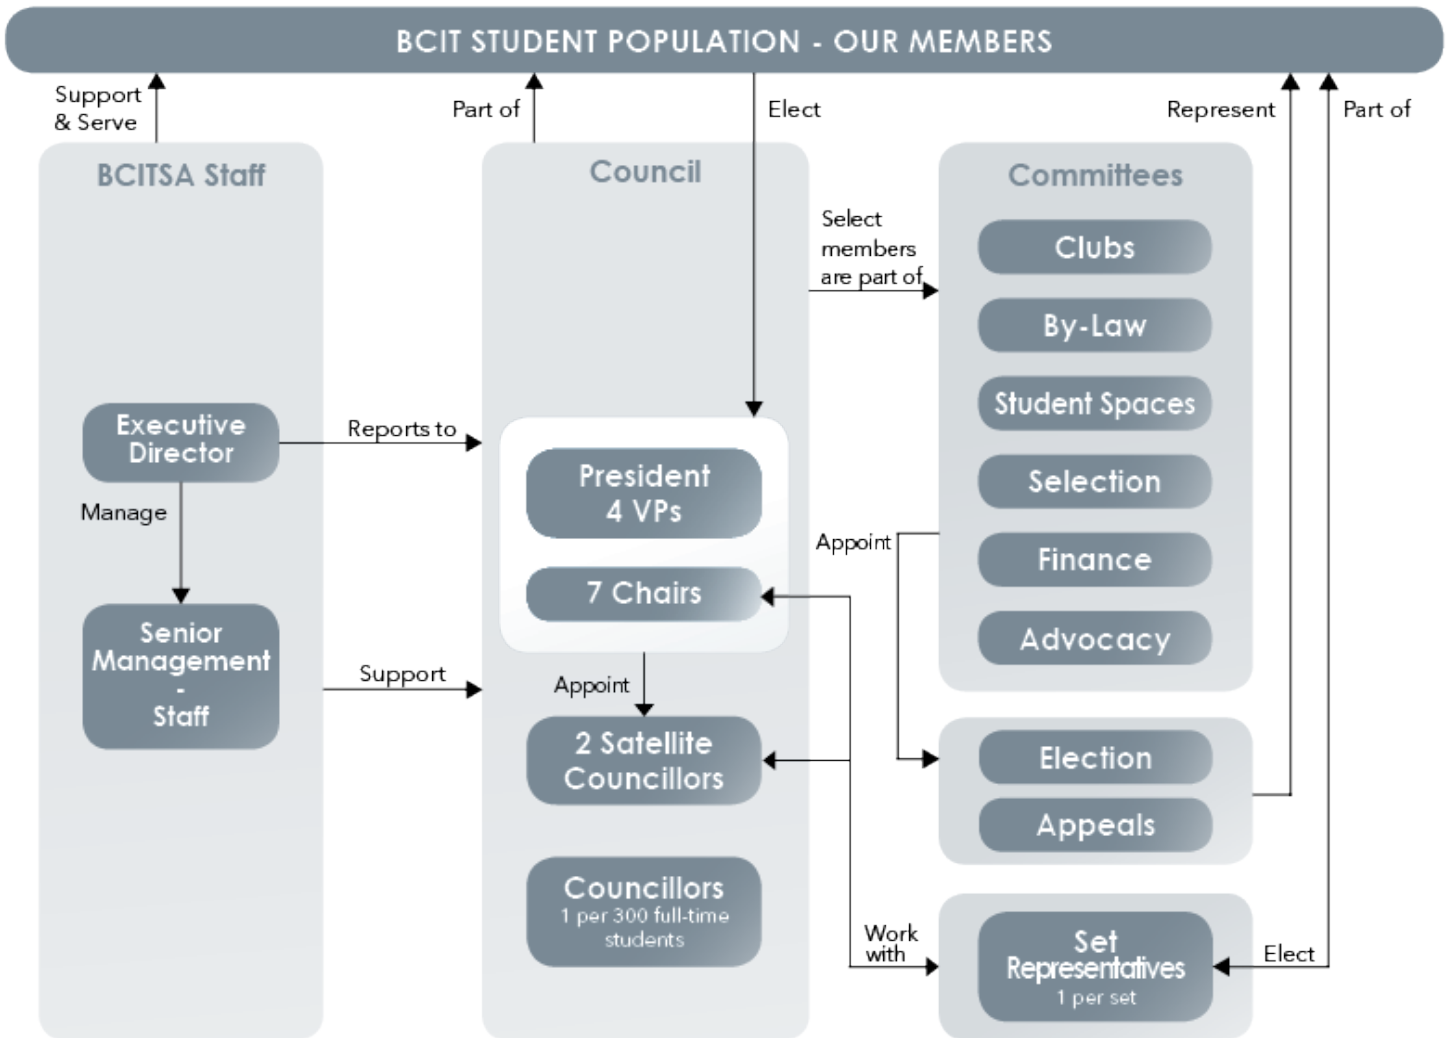 BCIT STUDENT POPULATION - OUR MEMBERS
Support
& Serve
Part of
Elect
Represent
Part of
BCITSA Staff
Executive
Director
Manage
Senior
Management
-
Staff
Reports to
Support
Council
President
4 VPs
7 Chairs
Appoint
2 Satellite
Councillors
Councillors
1 per 300 full-time
students
Select
members
are part of
Appoint
Work
with
Committees
Clubs
By-Law
Student Spaces
Selection
Finance
Advocacy
Election
Appeals
Set
Representatives
1 per set
Elect